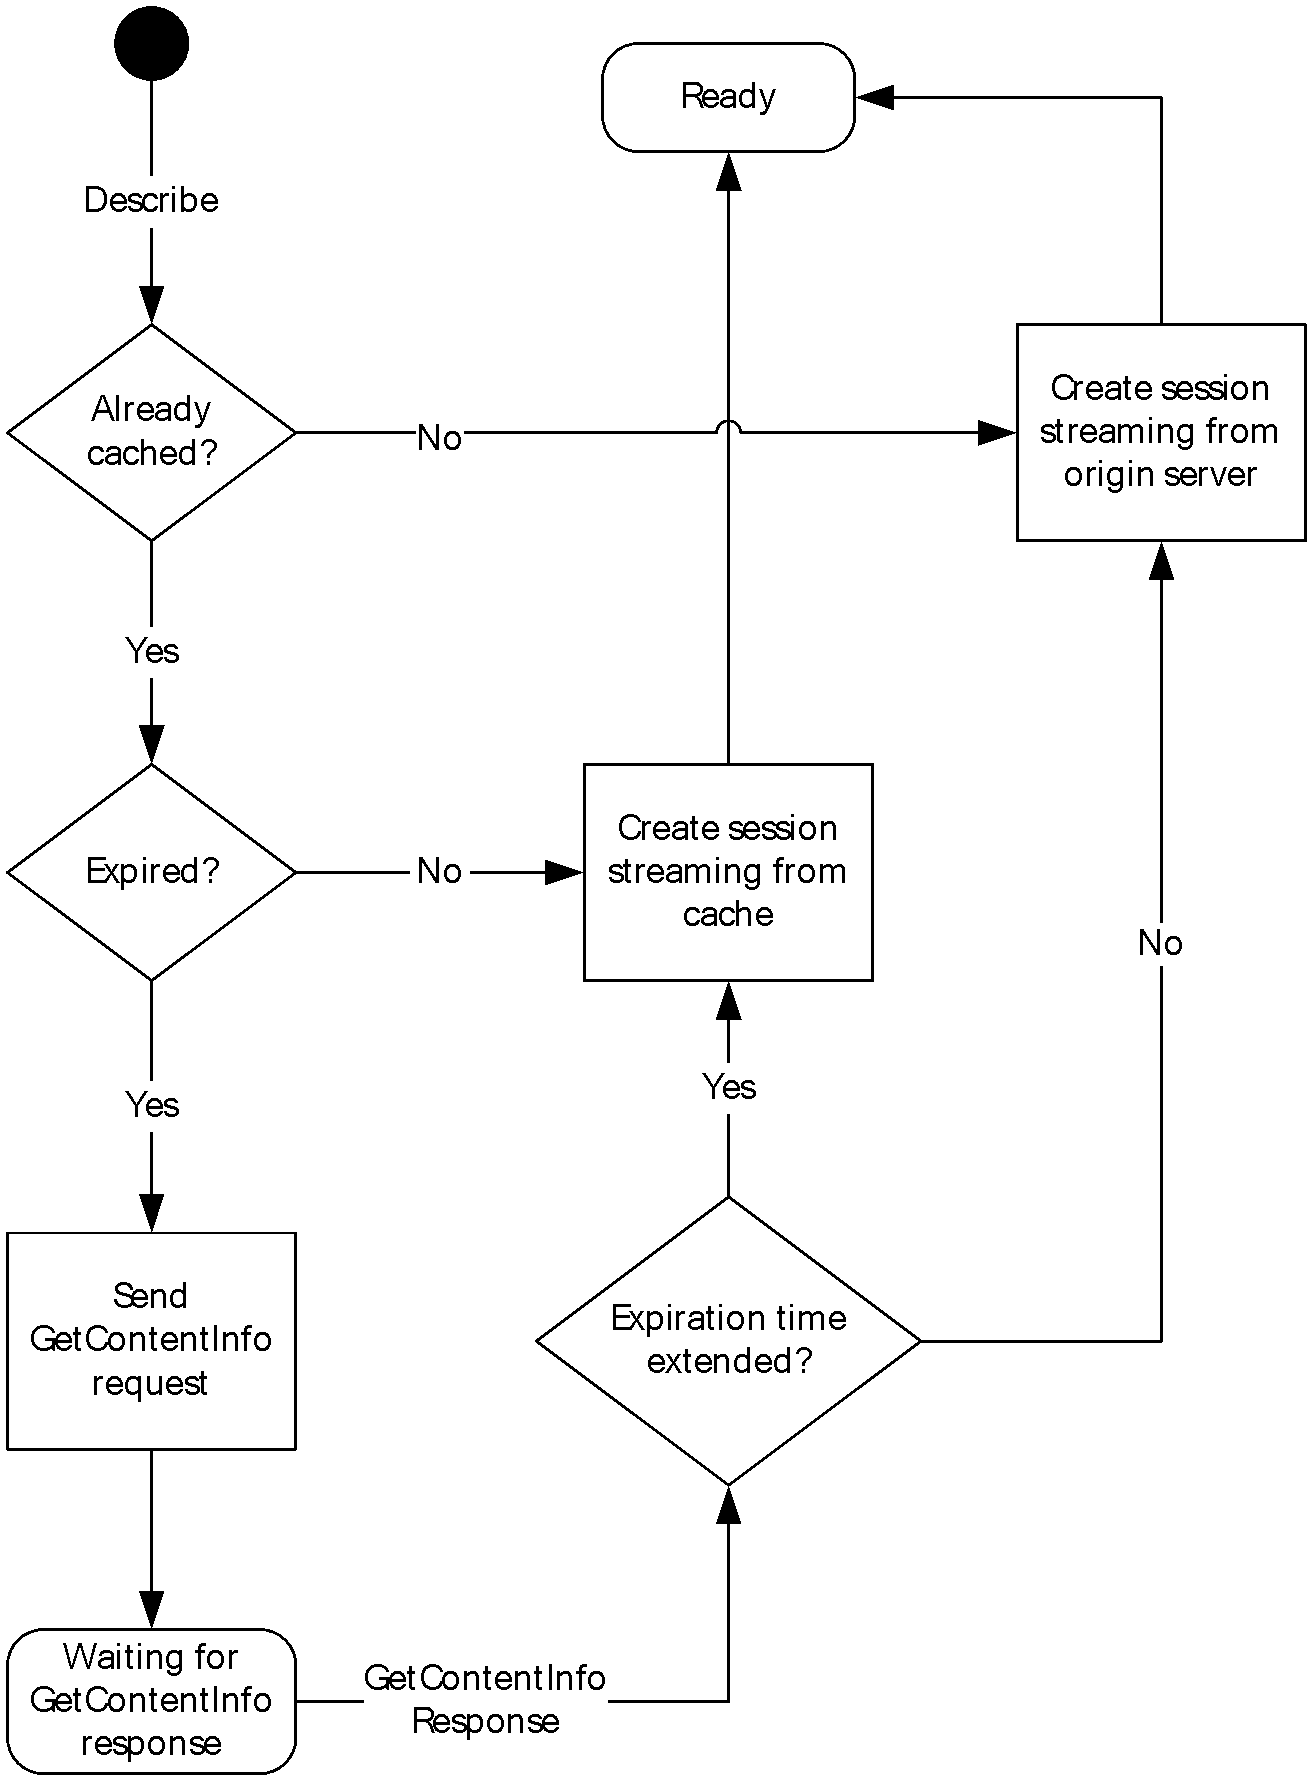 Ready
Describe
Already
cached?
No
Create session
streaming from
origin server
Yes
Expired?
No
Create session
streaming from
cache
No
Yes
Yes
Send
GetContentInfo
request
Expiration time
extended?
Waiting for
GetContentInfo
response
GetContentInfo
Response